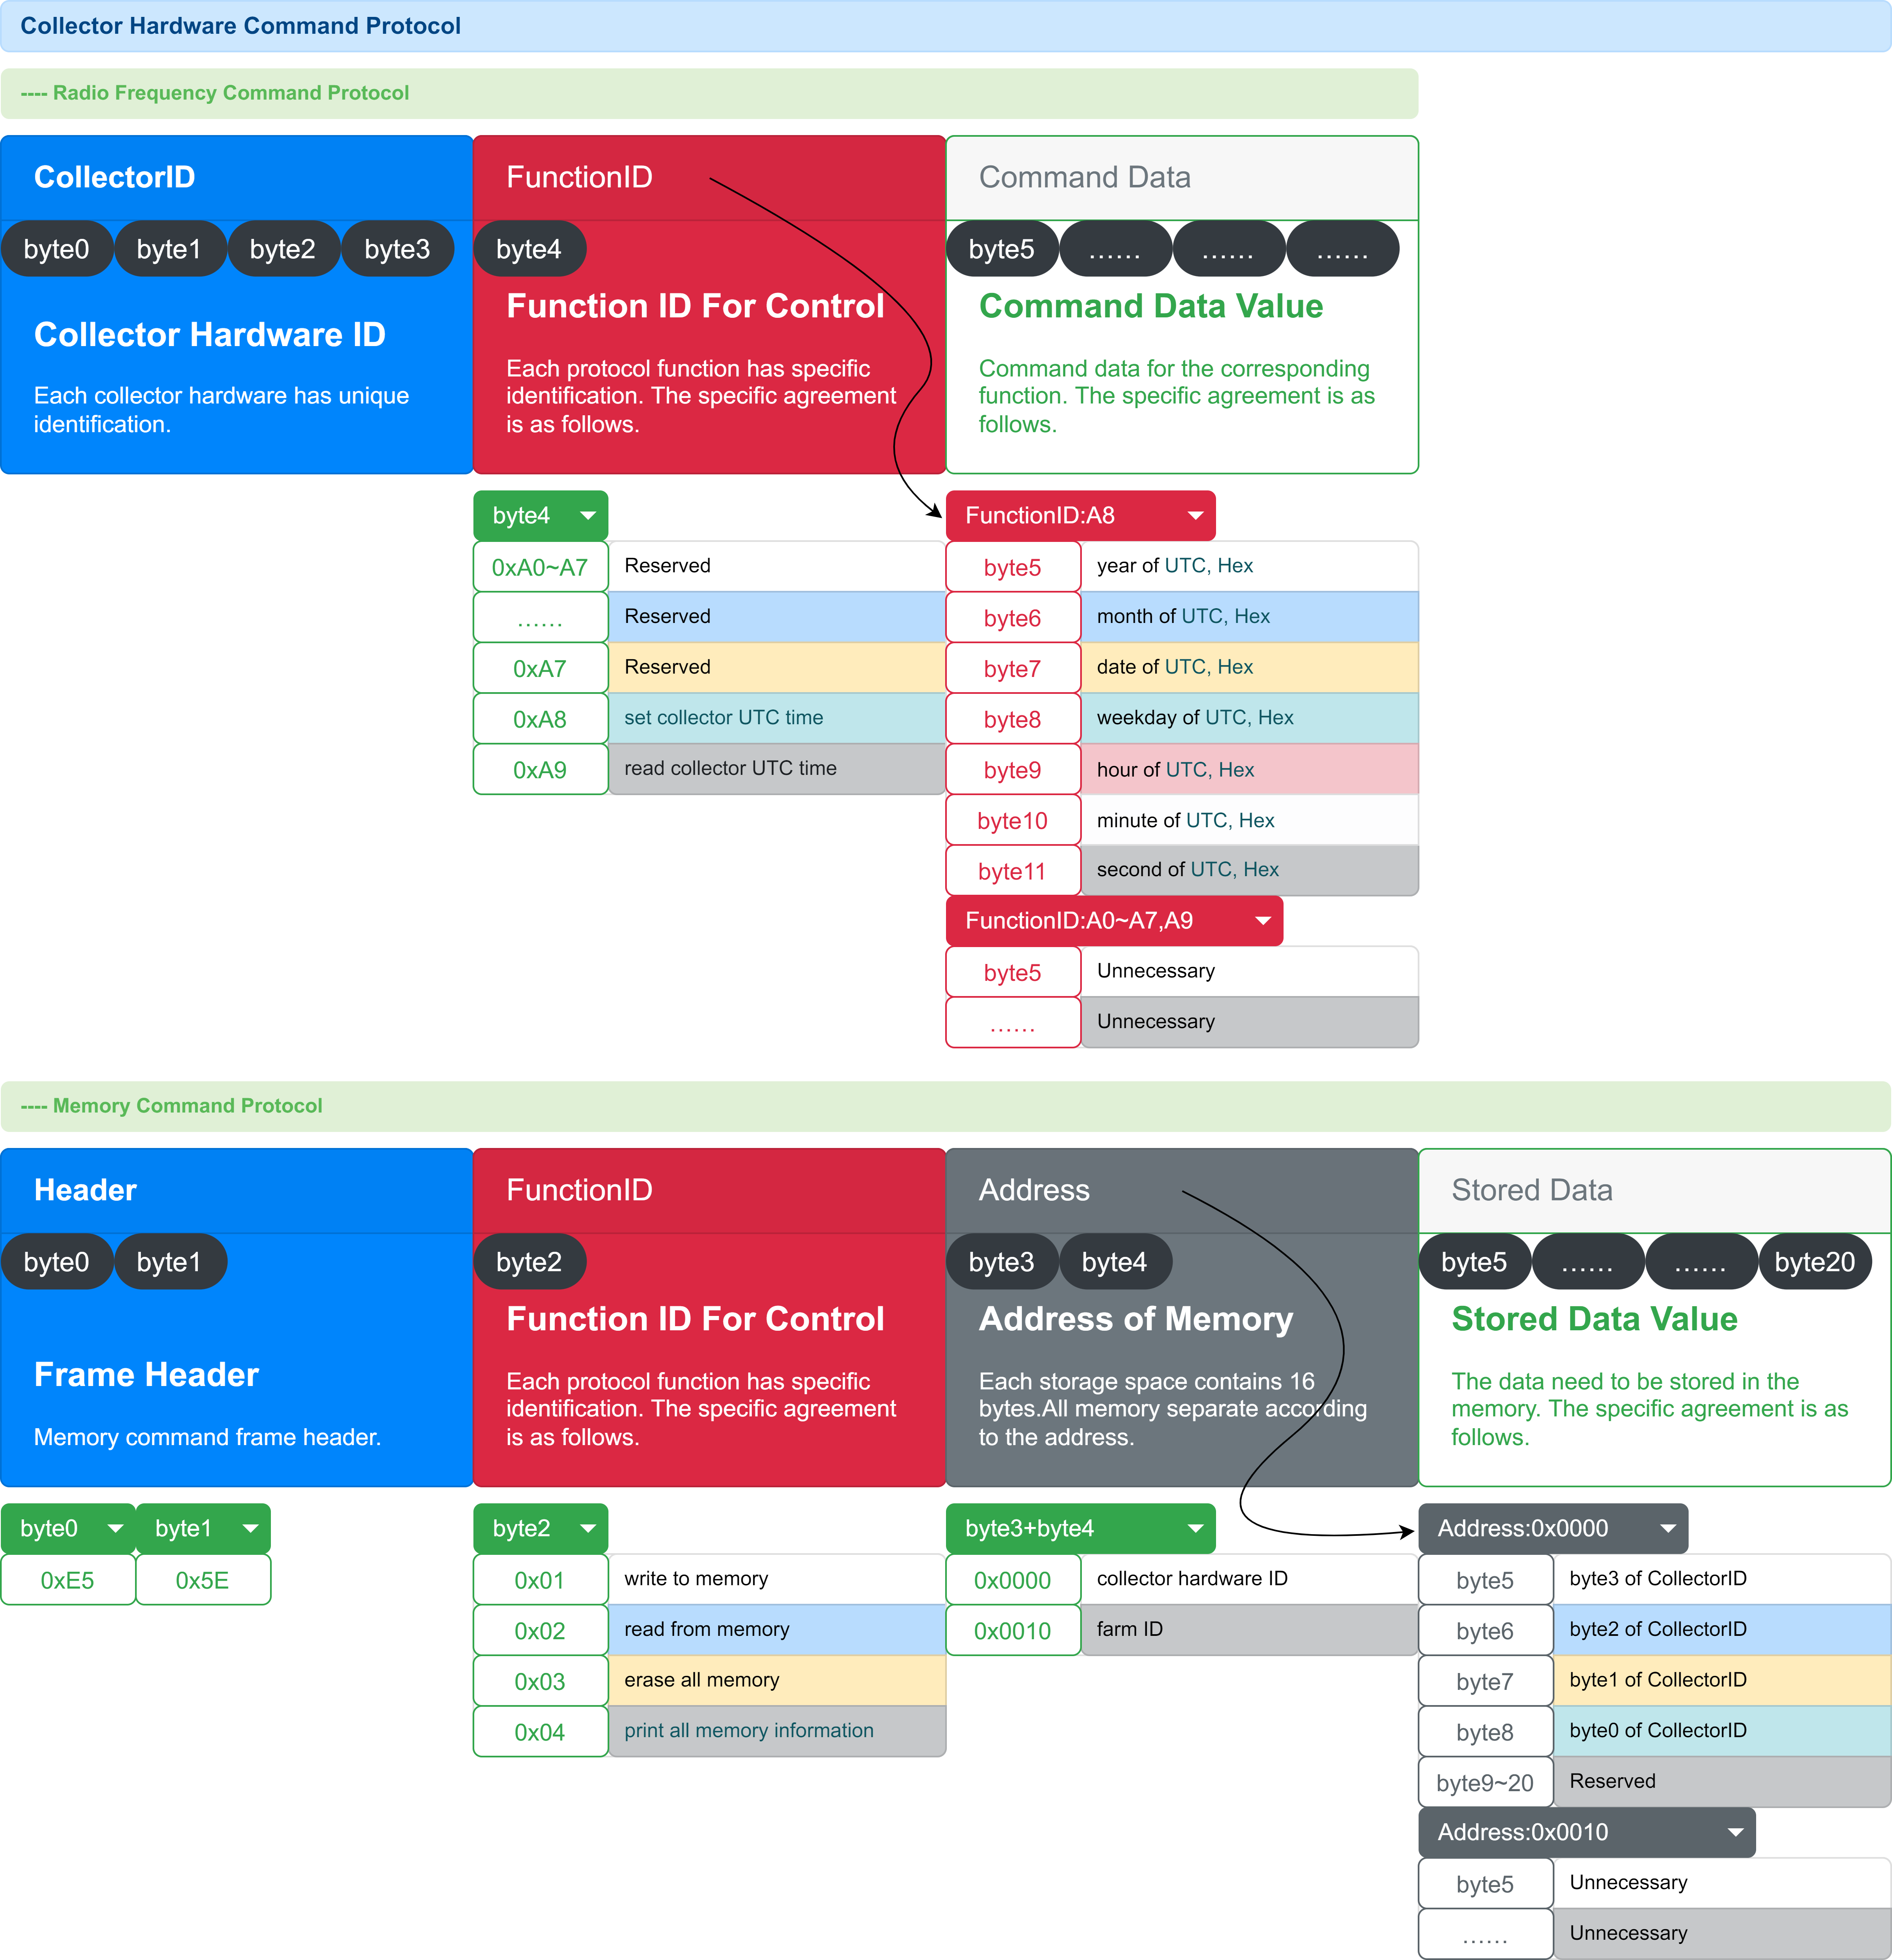 Collector Hardware Command Protocol
---- Radio Frequency Command Protocol
CollectorID
byte0 byte1 byte2 byte3
Collector Hardware ID
Each collector hardware has unique
identification.
FunctionID
byte4
Function ID For Control
Each protocol function has specific
identification. The specific agreement
is as follows.
Command Data
byte5 ...... ...... ......
Command Data Value
Command data for the corresponding
function. The specific agreement is as
follows.
byte4
0xA0~A7 Reserved
...... Reserved
0xA7 Reserved
0xA8 set collector UTC time
0xA9 read collector UTC time
FunctionID:A8
byte5 year of UTC, Hex
byte6 month of UTC, Hex
byte7 date of UTC, Hex
byte8 weekday of UTC, Hex
byte9 hour of UTC, Hex
byte10 minute of UTC, Hex
byte11 second of UTC, Hex
FunctionID:A0~A7,A9
byte5 Unnecessary
...... Unnecessary
---- Memory Command Protocol
Header
byte0 byte1
Frame Header
Memory command frame header.
FunctionID
byte2
Function ID For Control
Each protocol function has specific
identification. The specific agreement
is as follows.
Address
byte3 byte4
Address of Memory
Each storage space contains 16
bytes.All memory separate according
to the address.
Stored Data
byte5 ...... ...... byte20
Stored Data Value
The data need to be stored in the
memory. The specific agreement is as
follows.
byte0 byte1
0xE5 0x5E
byte2
0x01 write to memory
0x02 read from memory
0x03 erase all memory
0x04 print all memory information
byte3+byte4
0x0000 collector hardware ID
0x0010 farm ID
Address:0x0000
byte5 byte3 of CollectorID
byte6 byte2 of CollectorID
byte7 byte1 of CollectorID
byte8 byte0 of CollectorID
byte9~20 Reserved
Address:0x0010
byte5 Unnecessary
...... Unnecessary